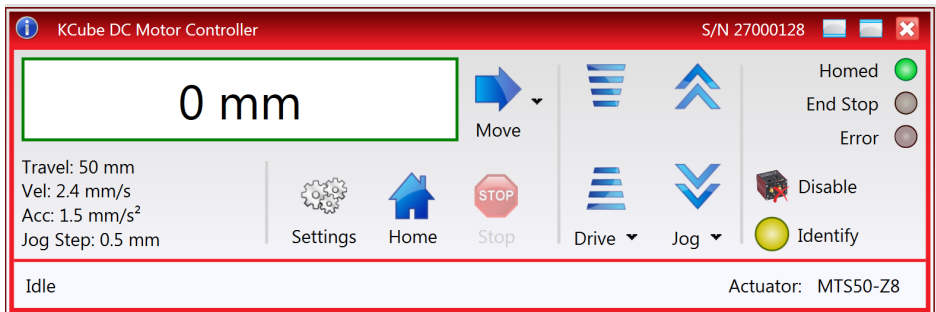 KCube DC Motor Controller
S/N 27000128
0 mm
Move
Homed
End Stop
Error
Travel: 50 mm
Vel: 2.4 mm/s
Acc: 1.5 mm/s²
Jog Step: 0.5 mm
Settings
Home
STOP
Stop
Drive
Jog
Disable
Identify
Idle
Actuator: MTS50-Z8